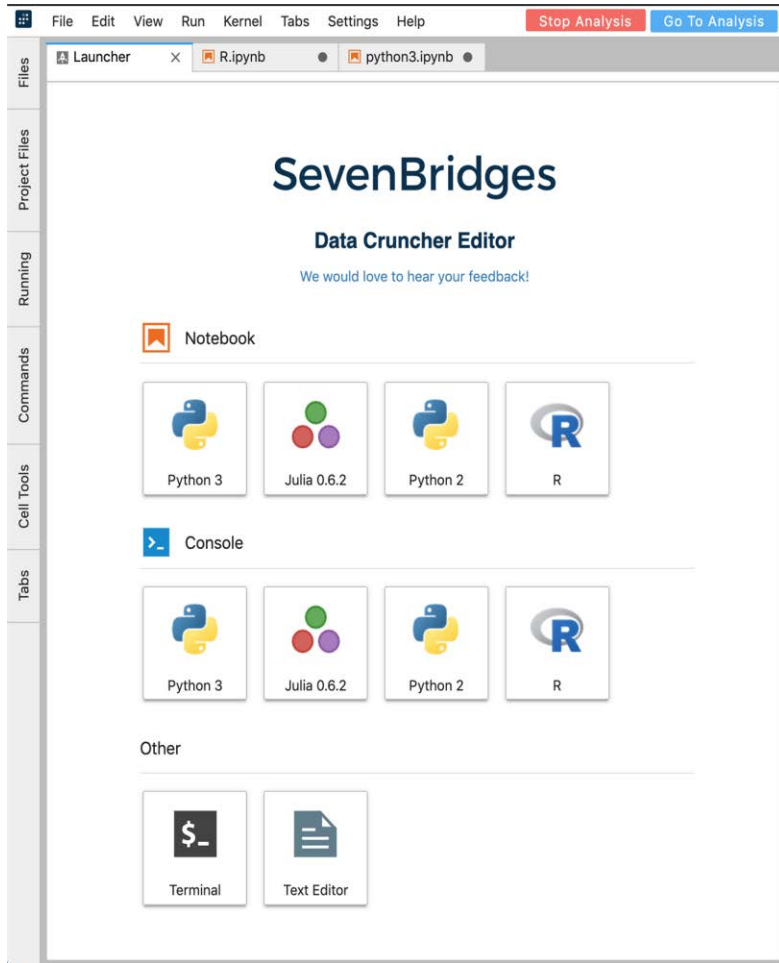 File Edit View Run Kernel Tabs Settings Help Stop Analysis Go To Analysis
Launcher R.ipynb python3.ipynb
Files
Project Files
Running
Commands
Cell Tools
Tabs
SevenBridges
Data Cruncher Editor
We would love to hear your feedback!
Notebook
Python 3 Julia 0.6.2 Python 2 R
Console
Python 3 Julia 0.6.2 Python 2 R
Other
$_
Terminal Text Editor